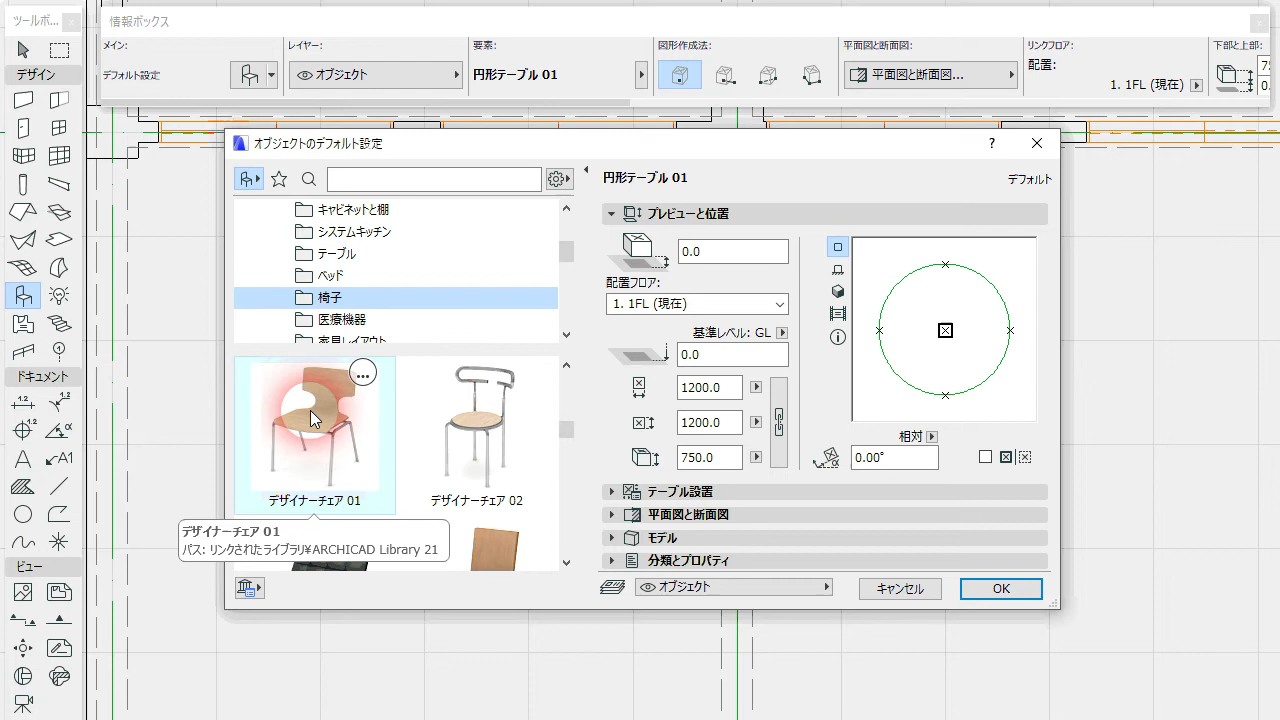 ツールボ...
情報ボックス
メイン:
レイヤー:
要素:
図形作成法:
平面図と断面図:
リンクフロア:
下部と上部:
デフォルト設定
オブジェクト
円形テーブル 01
平面図と断面図...
配置:
1. 1FL (現在)
デザイン
オブジェクトのデフォルト設定
?
円形テーブル 01
デフォルト
キャビネットと棚
システムキッチン
テーブル
ベッド
椅子
医療機器
家具レイアウト
プレビューと位置
0.0
配置フロア:
1. 1FL (現在)
基準レベル: GL
0.0
1200.0
1200.0
750.0
相対
0.00°
デザイナーチェア 01
デザイナーチェア 02
デザイナーチェア 01
パス: リンクされたライブラリ¥ARCHICAD Library 21
テーブル設置
平面図と断面図
モデル
分類とプロパティ
オブジェクト
キャンセル
OK
ドキュメント
A
A1
ビュー